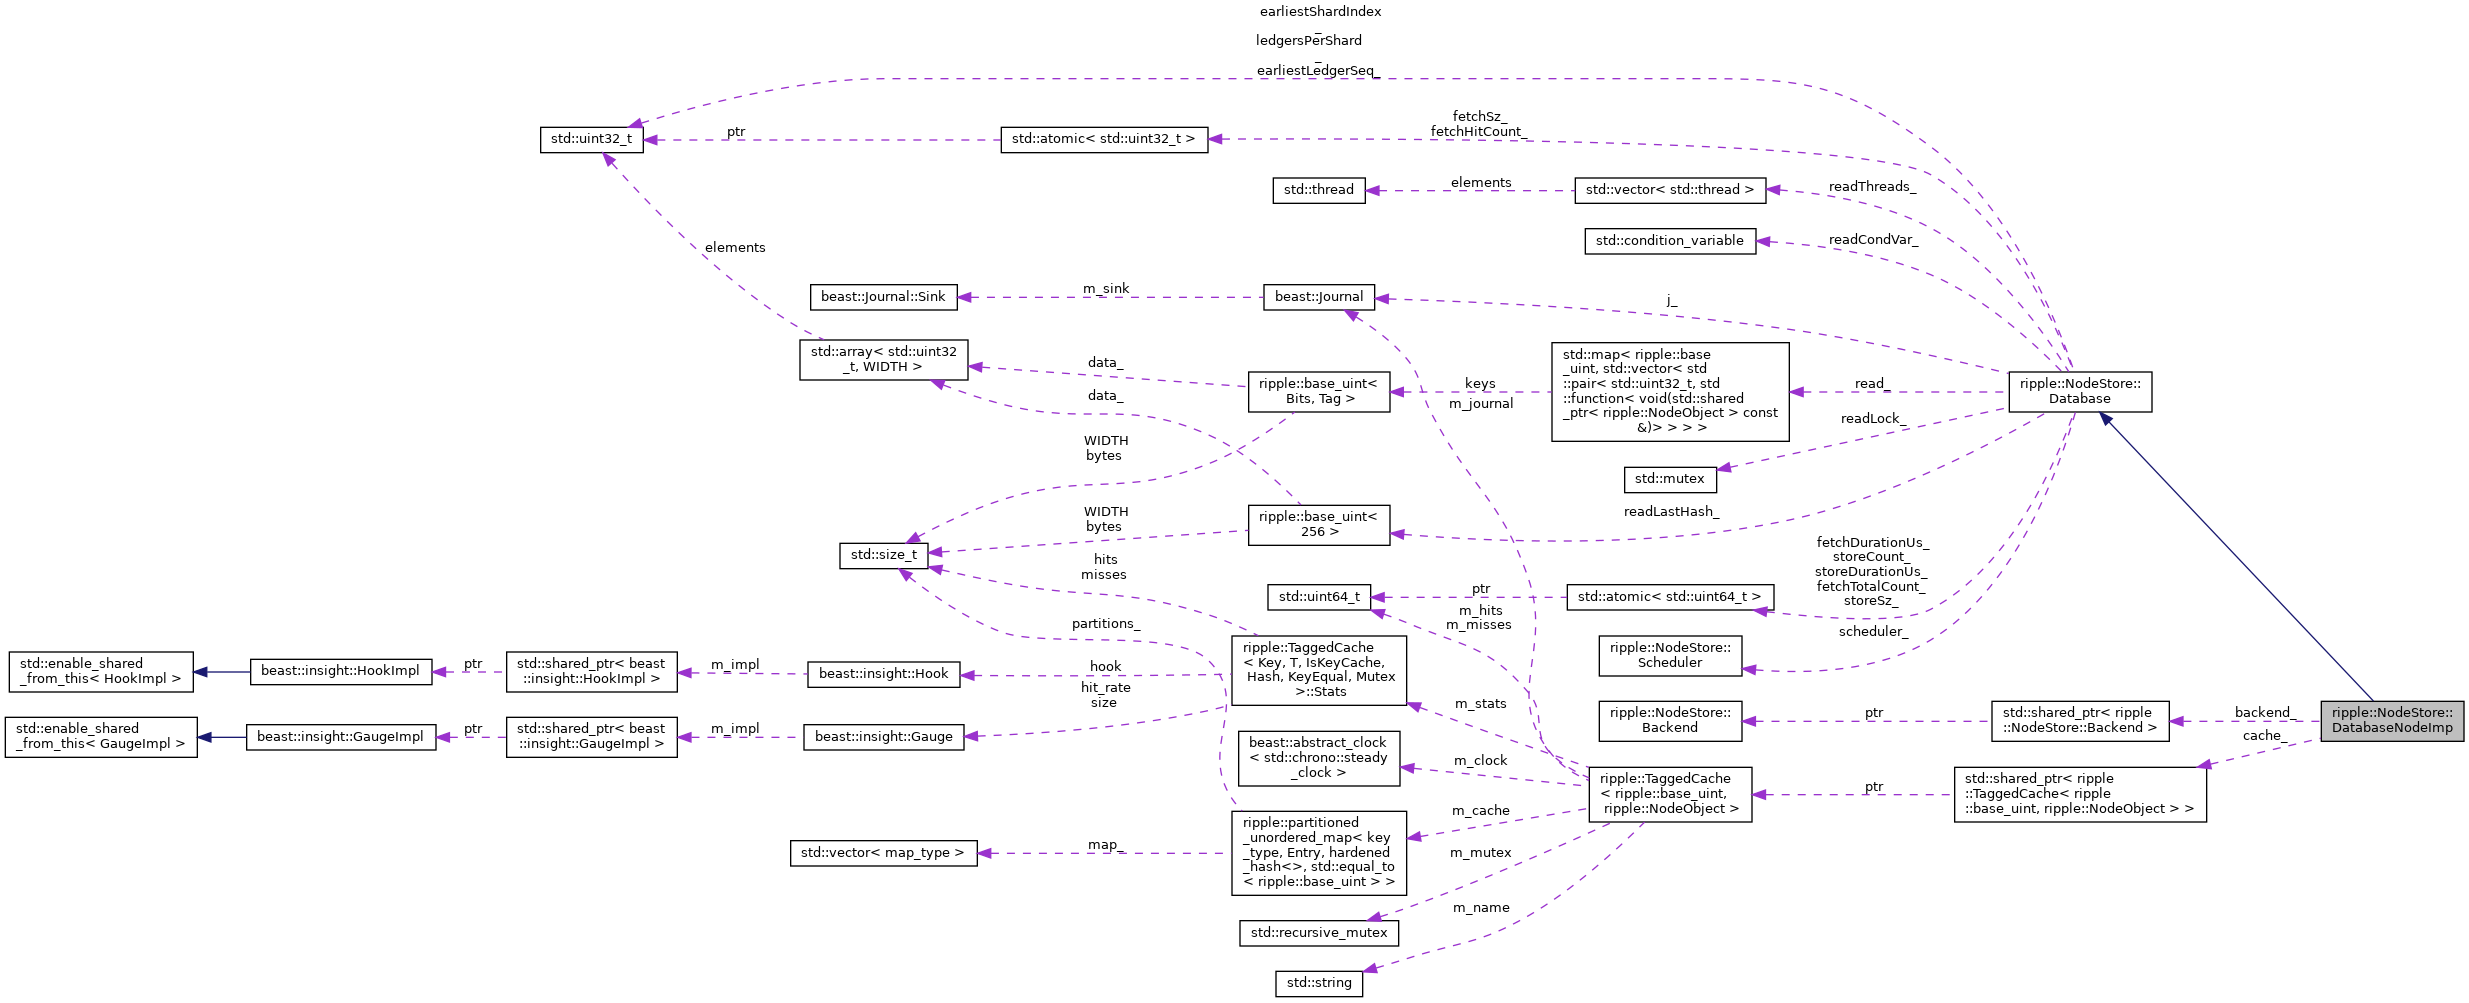 earliestShardIndex
_
ledgersPerShard
_
earliestLedgerSeq_
fetchSz_
fetchHitCount_
std::uint32_t
ptr
std::atomic< std::uint32_t >
std::thread
elements
std::vector< std::thread >
readThreads_
std::condition_variable
readCondVar_
elements
beast::Journal::Sink
m_sink
beast::Journal
j_
std::array< std::uint32
_t, WIDTH >
data_
data_
ripple::base_uint<
Bits, Tag >
m_journal
keys
std::map< ripple::base
_uint, std::vector< std
::pair< std::uint32_t, std
::function< void(std::shared
_ptr< ripple::NodeObject > const
&)> > > >
read_
ripple::NodeStore::
Database
readLock_
std::mutex
WIDTH
bytes
ripple::base_uint<
256 >
readLastHash_
WIDTH
bytes
std::size_t
hits
misses
fetchDurationUs_
storeCount_
storeDurationUs_
fetchTotalCount_
storeSz_
std::uint64_t
ptr
std::atomic< std::uint64_t >
m_hits
m_misses
partitions_
scheduler_
ripple::NodeStore::
Scheduler
std::enable_shared
_from_this< HookImpl >
beast::insight::HookImpl
ptr
std::shared_ptr< beast
::insight::HookImpl >
m_impl
beast::insight::Hook
hook
ripple::TaggedCache
< Key, T, IsKeyCache,
Hash, KeyEqual, Mutex
>::Stats
hit_rate
size
m_stats
std::enable_shared
_from_this< GaugeImpl >
beast::insight::GaugeImpl
ptr
std::shared_ptr< beast
::insight::GaugeImpl >
m_impl
beast::insight::Gauge
ripple::NodeStore::
Backend
ptr
std::shared_ptr< ripple
::NodeStore::Backend >
backend_
ripple::NodeStore::
DatabaseNodeImp
cache_
beast::abstract_clock
< std::chrono::steady
_clock >
m_clock
ripple::TaggedCache
< ripple::base_uint,
ripple::NodeObject >
ptr
std::shared_ptr< ripple
::TaggedCache< ripple
::base_uint, ripple::NodeObject > >
m_cache
std::vector< map_type >
map_
ripple::partitioned
_unordered_map< key
_type, Entry, hardened
_hash<>, std::equal_to
< ripple::base_uint > >
m_mutex
std::recursive_mutex
m_name
std::string